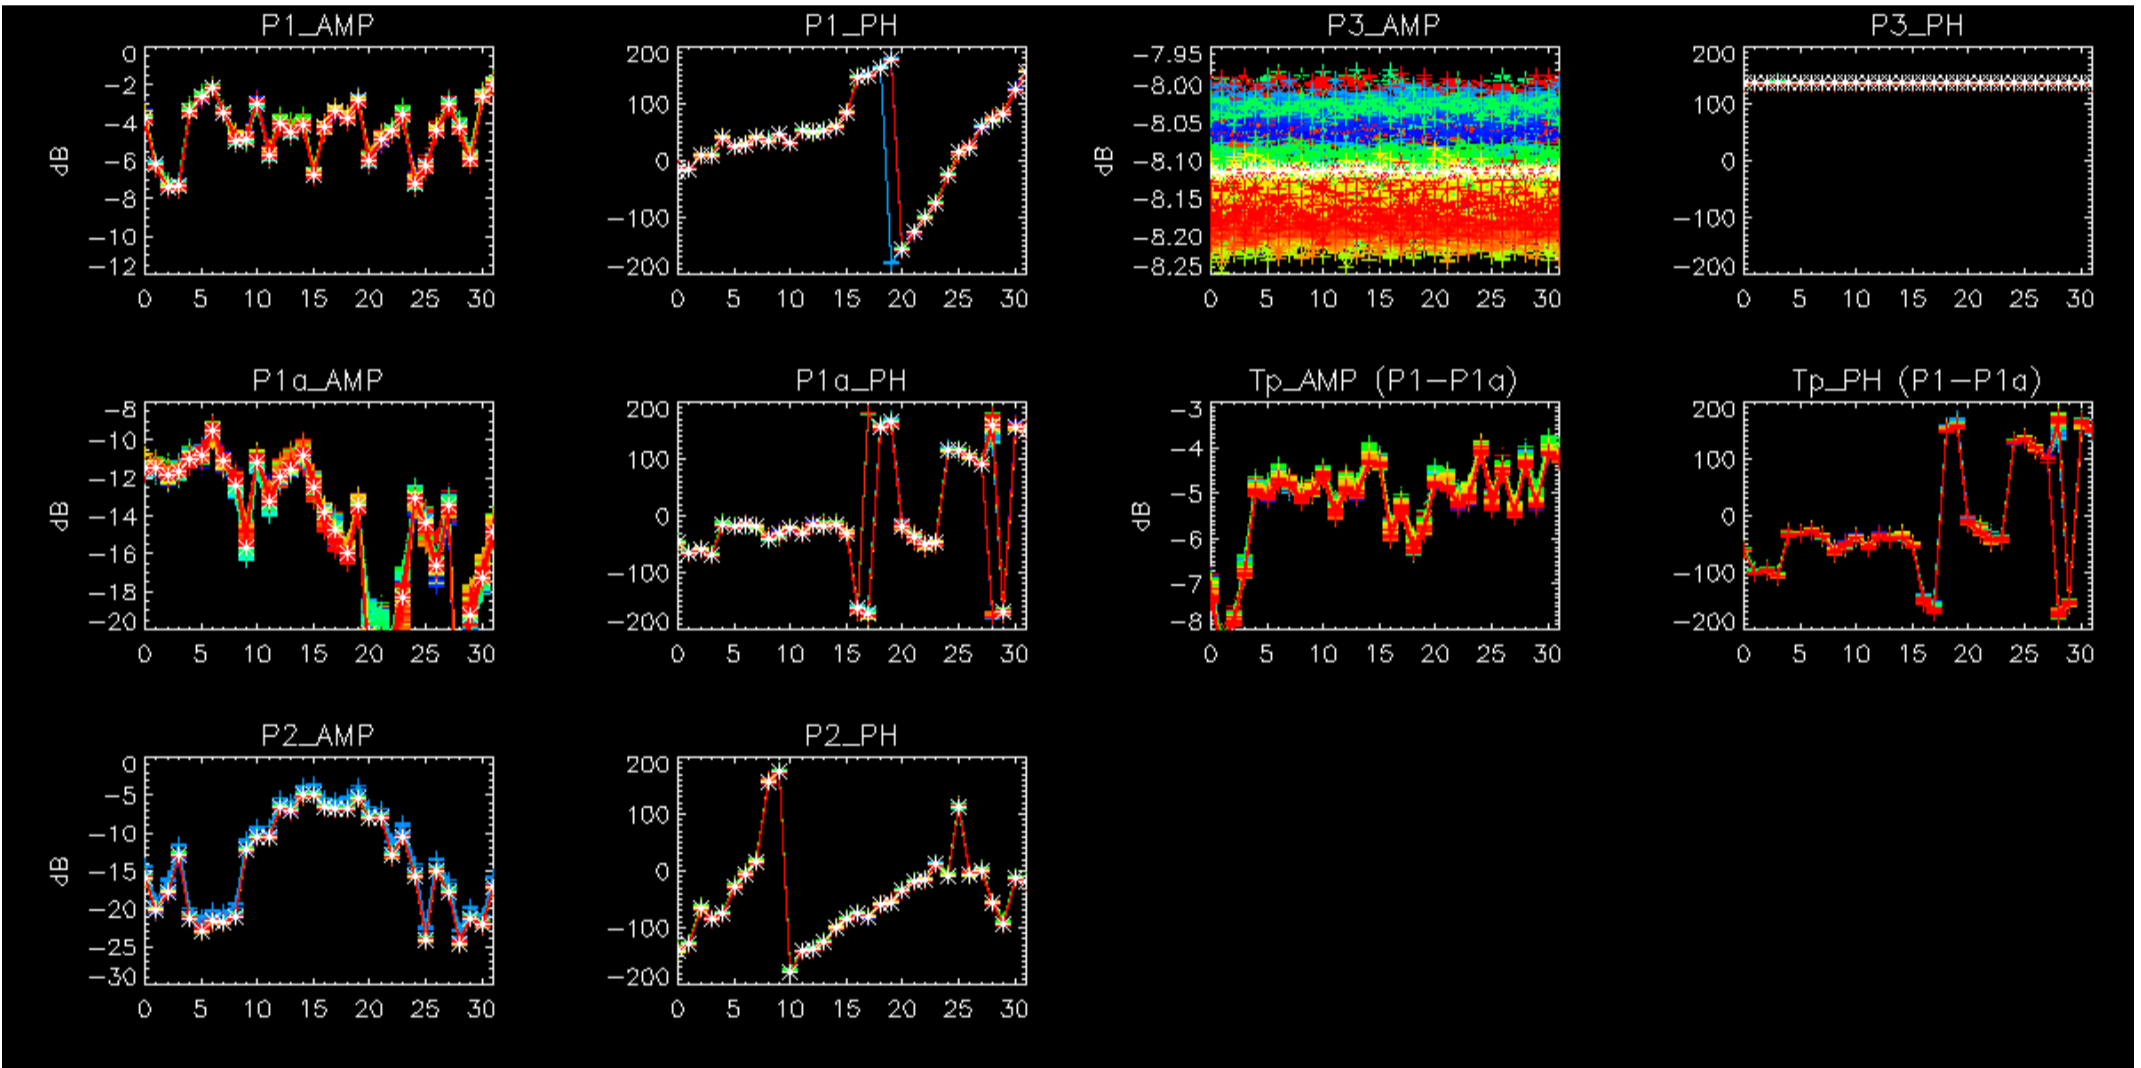 P1_AMP
0
-2
-4
-6
-8
-10
-12
dB
0 5 10 15 20 25 30
P1_PH
200
100
0
-100
-200
0 5 10 15 20 25 30
P3_AMP
-7.95
-8.00
-8.05
-8.10
-8.15
-8.20
-8.25
dB
0 5 10 15 20 25 30
P3_PH
200
100
0
-100
-200
0 5 10 15 20 25 30
P1a_AMP
-8
-10
-12
-14
-16
-18
-20
dB
0 5 10 15 20 25 30
P1a_PH
200
100
0
-100
-200
0 5 10 15 20 25 30
Tp_AMP (P1-P1a)
-3
-4
-5
-6
-7
-8
dB
0 5 10 15 20 25 30
Tp_PH (P1-P1a)
200
100
0
-100
-200
0 5 10 15 20 25 30
P2_AMP
0
-5
-10
-15
-20
-25
-30
dB
0 5 10 15 20 25 30
P2_PH
200
100
0
-100
-200
0 5 10 15 20 25 30